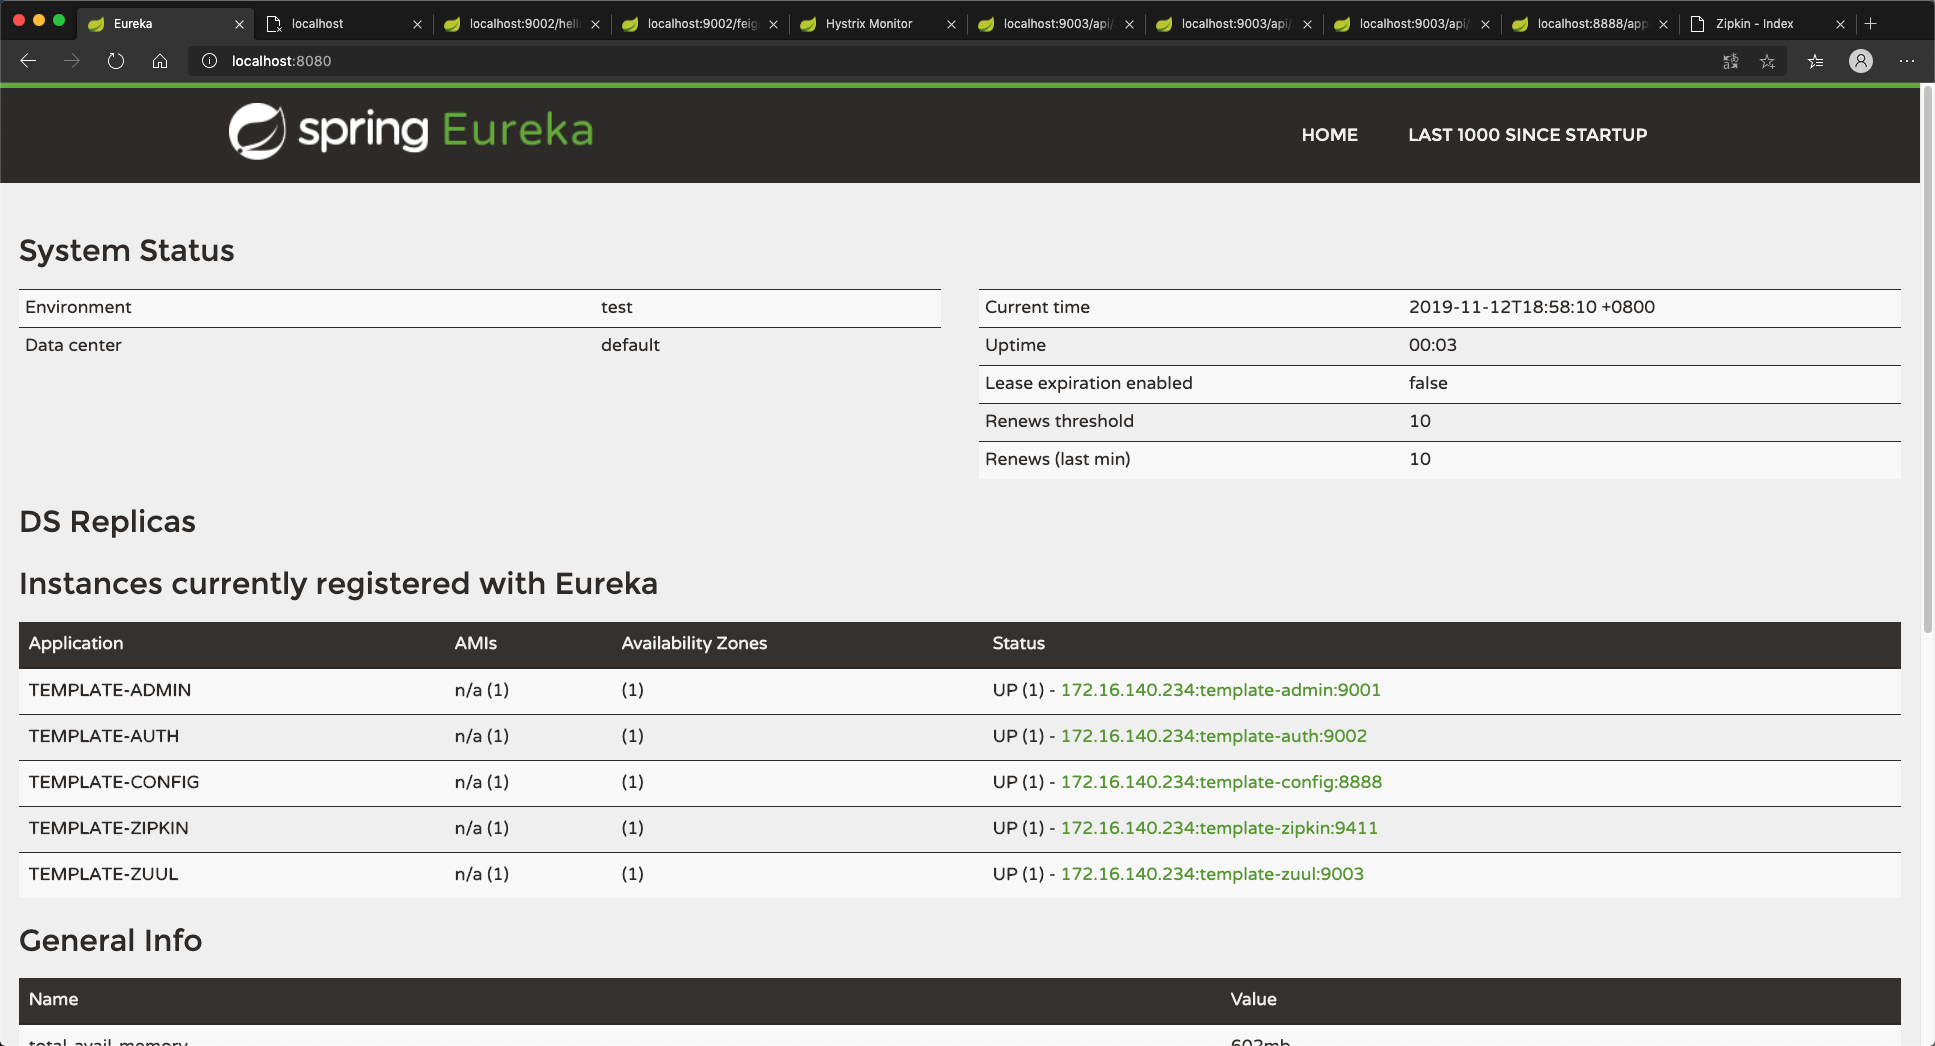 Eureka
localhost
localhost:9002/hell
localhost:9002/feig
Hystrix Monitor
localhost:9003/api/
localhost:9003/api/
localhost:9003/api/
localhost:8888/app
Zipkin - Index
localhost:8080
spring Eureka
HOME
LAST 1000 SINCE STARTUP
System Status
Environment test
Data center default
Current time 2019-11-12T18:58:10 +0800
Uptime 00:03
Lease expiration enabled false
Renews threshold 10
Renews (last min) 10
DS Replicas
Instances currently registered with Eureka
Application AMIs Availability Zones Status
TEMPLATE-ADMIN n/a (1) (1) UP (1) - 172.16.140.234:template-admin:9001
TEMPLATE-AUTH n/a (1) (1) UP (1) - 172.16.140.234:template-auth:9002
TEMPLATE-CONFIG n/a (1) (1) UP (1) - 172.16.140.234:template-config:8888
TEMPLATE-ZIPKIN n/a (1) (1) UP (1) - 172.16.140.234:template-zipkin:9411
TEMPLATE-ZUUL n/a (1) (1) UP (1) - 172.16.140.234:template-zuul:9003
General Info
Name Value
total-avail-memory 602mb